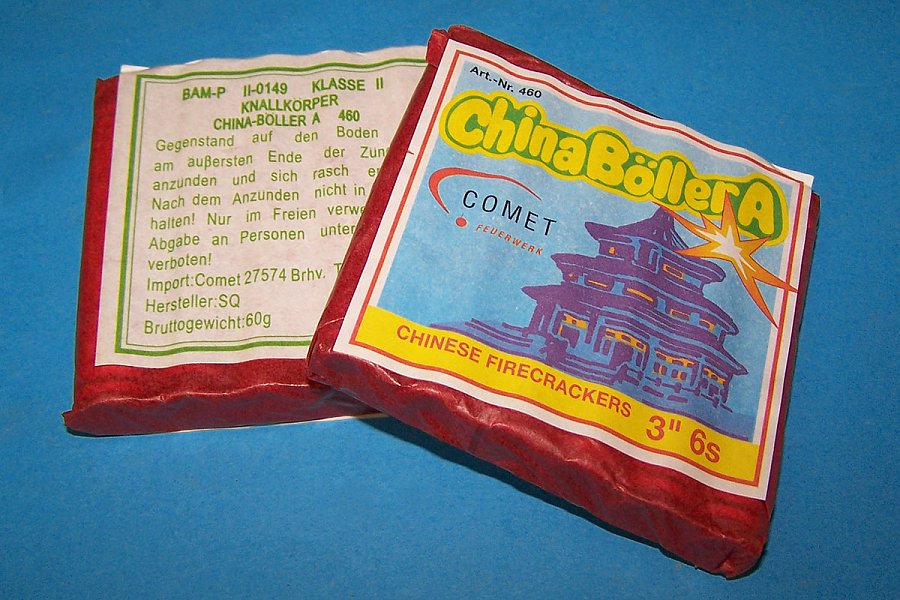 BAM-P II-0149 KLASSE II
KNALLKÖRPER
CHINA-BÖLLER A 460
Gegenstand auf den Boden
am äußersten Ende der
anzunden und sich rasch
Nach dem Anzunden nicht in
halten! Nur im Freien
Abgabe an Personen unter
verboten!
Import:Comet 27574 Brhv.
Hersteller:SQ
Bruttogewicht:60g
Art.-Nr. 460
China Böller A
COMET
FEUERWERK
CHINESE FIRECRACKERS
3" 6s